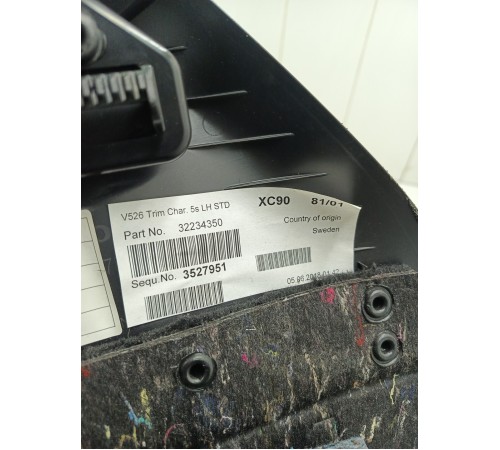 V526 Trim Char. 5s LH STD XC90 81/01
Part No. 32234350 Country of origin
Sweden
Sequ.No. 3527951